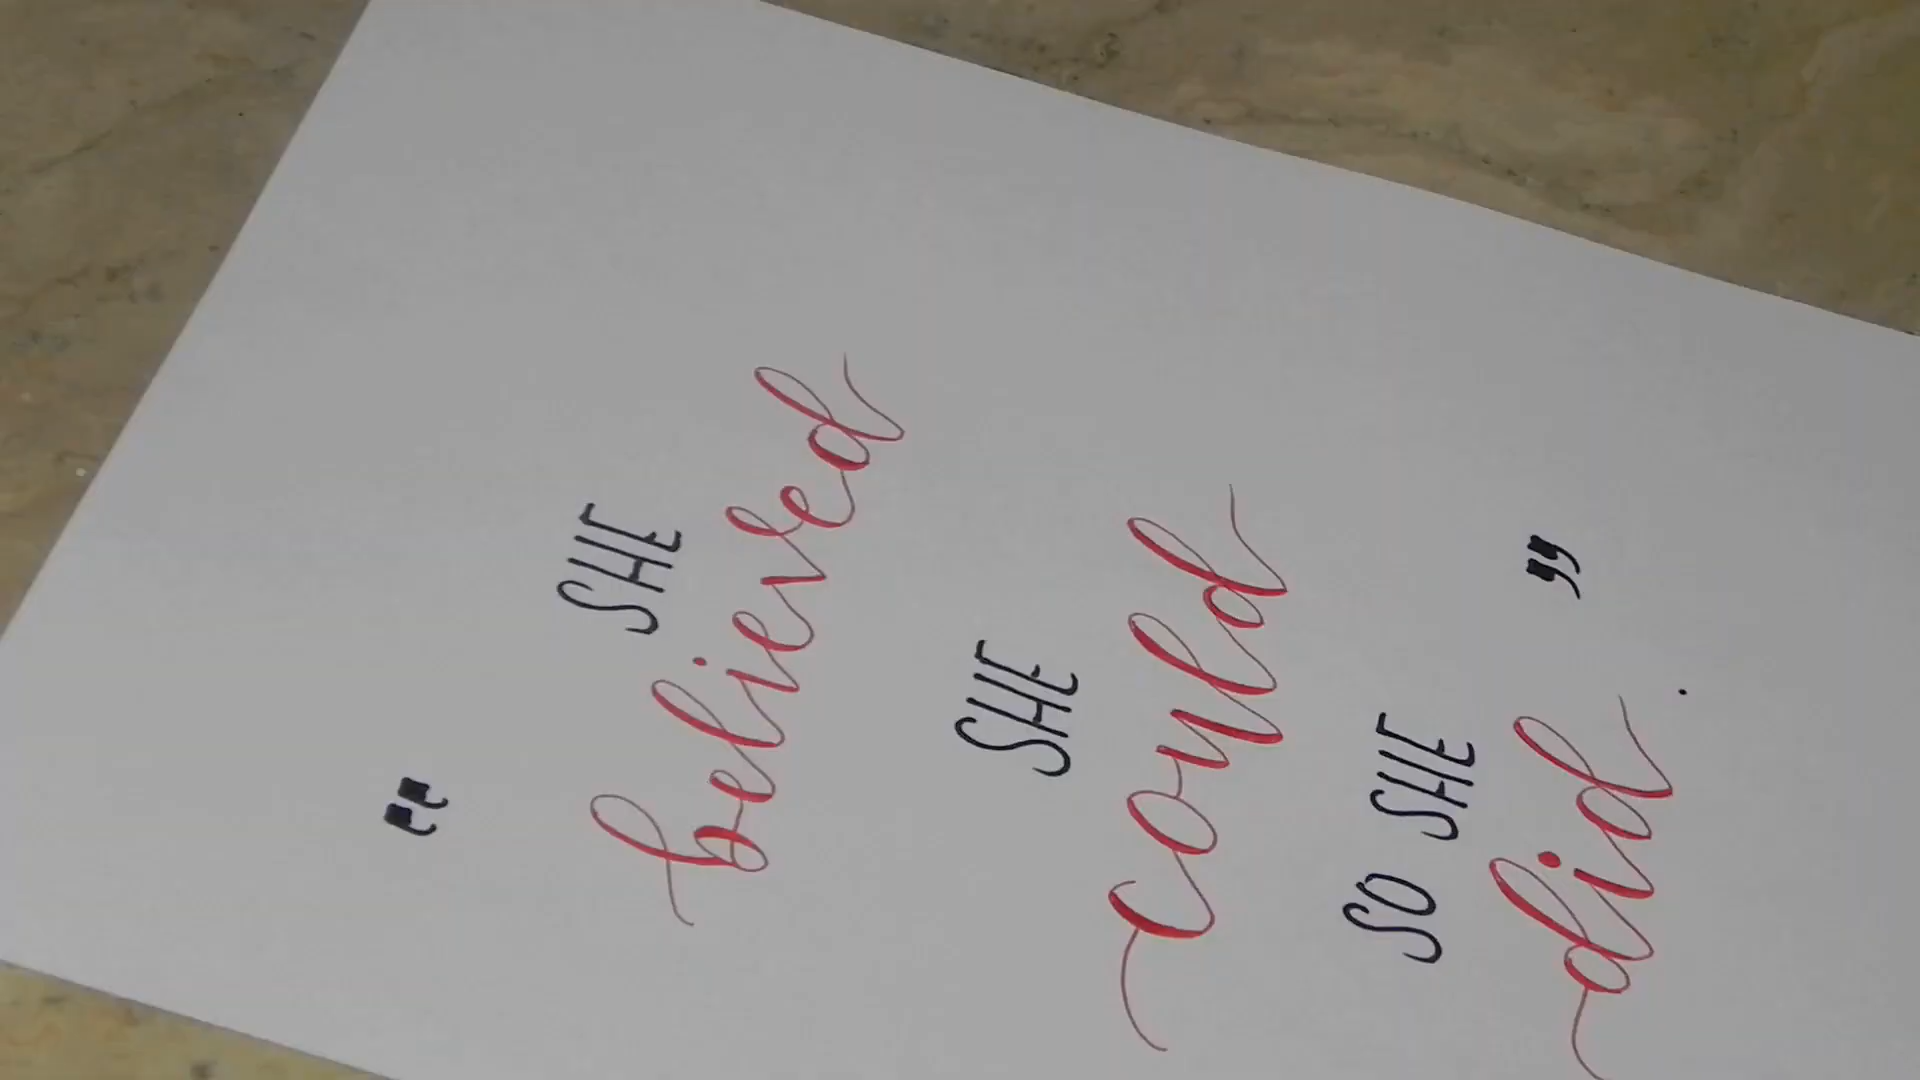 “
SHE
believed
SHE
could
SO SHE
did.
”